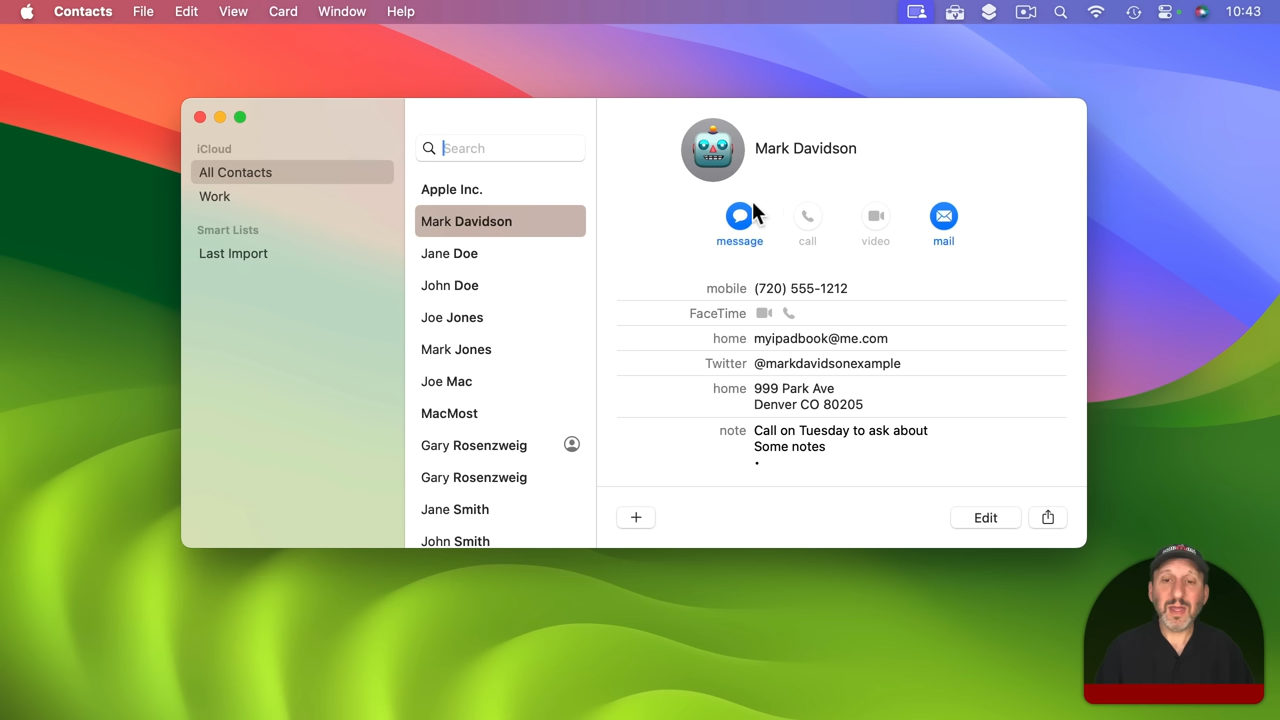 Contacts File Edit View Card Window Help 10:43
iCloud
All Contacts
Work
Smart Lists
Last Import
Search
Apple Inc.
Mark Davidson
Jane Doe
John Doe
Joe Jones
Mark Jones
Joe Mac
MacMost
Gary Rosenzweig
Gary Rosenzweig
Jane Smith
John Smith
Mark Davidson
message call video mail
mobile (720) 555-1212
FaceTime
home myipadbook@me.com
Twitter @markdavidsonexample
home 999 Park Ave
Denver CO 80205
note Call on Tuesday to ask about
Some notes
•
+ Edit